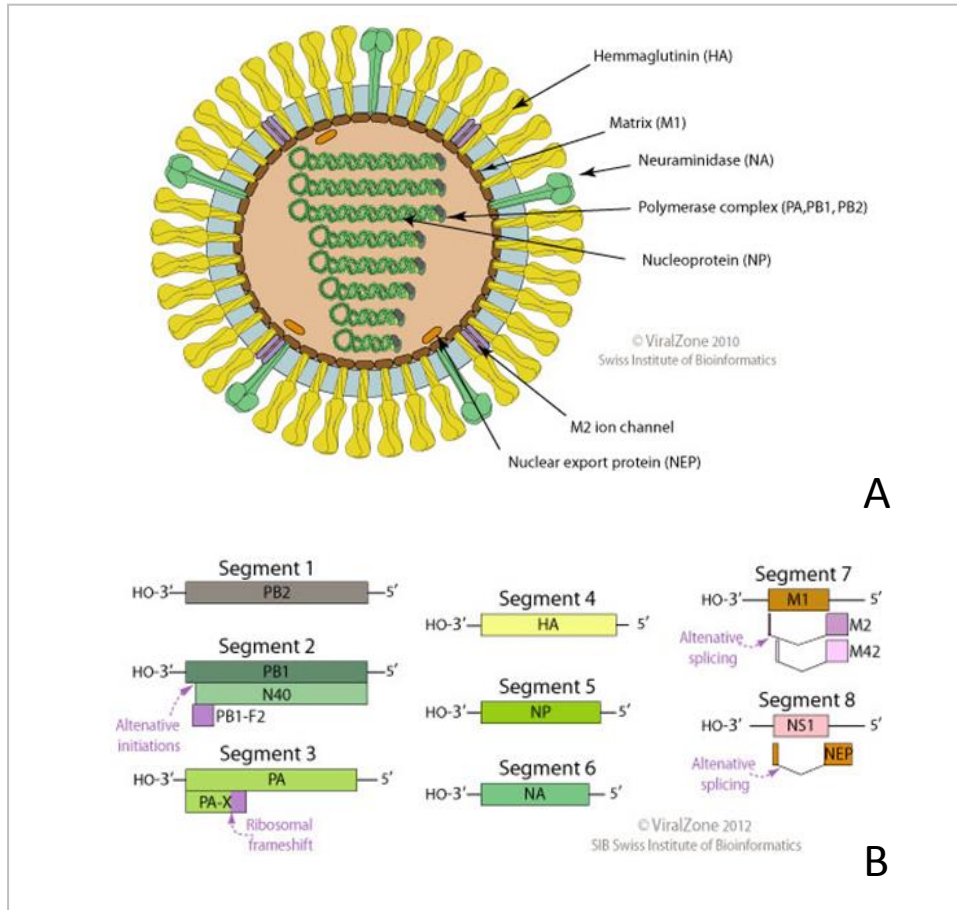 Hemmaglutinin (HA)
Matrix (M1)
Neuraminidase (NA)
Polymerase complex (PA,PB1, PB2)
Nucleoprotein (NP)
© ViralZone 2010
Swiss Institute of Bioinformatics
M2 ion channel
Nuclear export protein (NEP)
A
Segment 1
HO-3′ PB2 5′
Segment 2
PB1
N40
PB1-F2
Altenative
initiations
Segment 3
HO-3′ PA 5′
PA-X
Ribosomal
frameshift
Segment 4
HO-3′ HA 5′
Segment 5
HO-3′ NP 5′
Segment 6
HO-3′ NA 5′
Segment 7
HO-3′ M1 5′
M2
Altenative
splicing
M42
Segment 8
HO-3′ NS1 5′
NEP
Altenative
splicing
© ViralZone 2012
SIB Swiss Institute of Bioinformatics
B